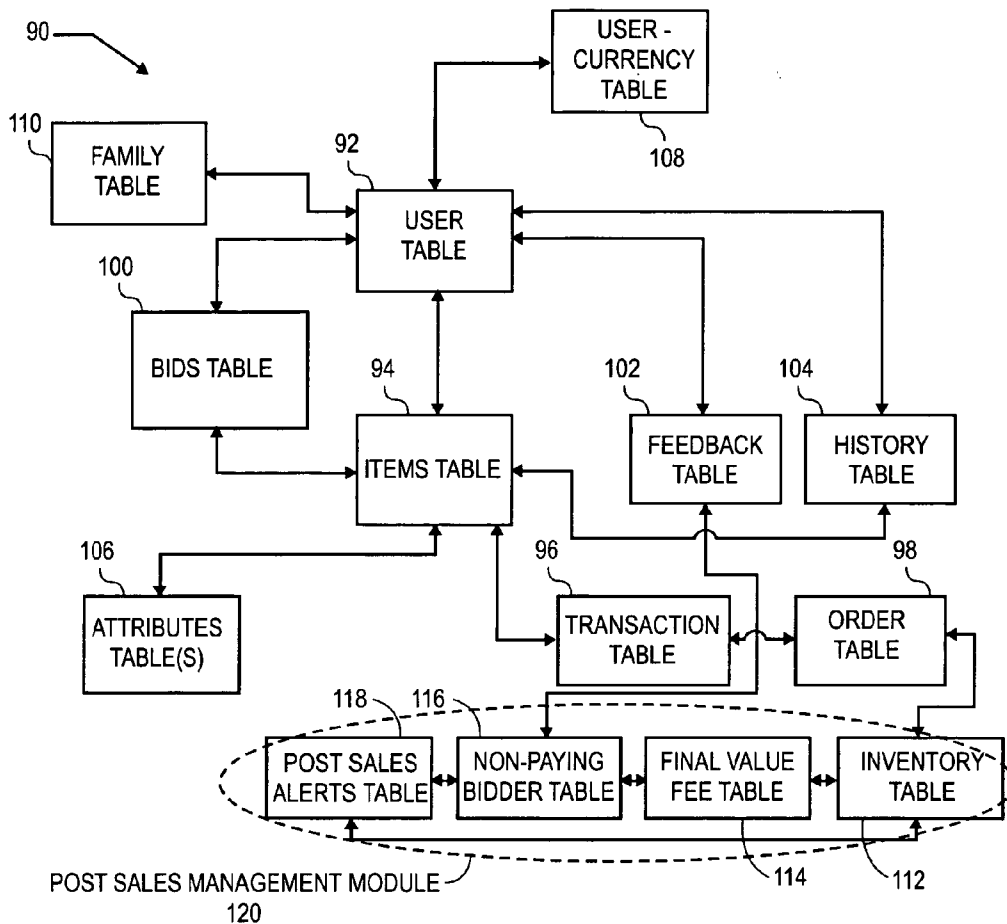 90
USER -
CURRENCY
TABLE
108
110
FAMILY
TABLE
92
USER
TABLE
100
BIDS TABLE
94
ITEMS TABLE
102
FEEDBACK
TABLE
104
HISTORY
TABLE
106
ATTRIBUTES
TABLE(S)
96
TRANSACTION
TABLE
98
ORDER
TABLE
118
POST SALES
ALERTS TABLE
116
NON-PAYING
BIDDER TABLE
FINAL VALUE
FEE TABLE
114
INVENTORY
TABLE
112
POST SALES MANAGEMENT MODULE
120